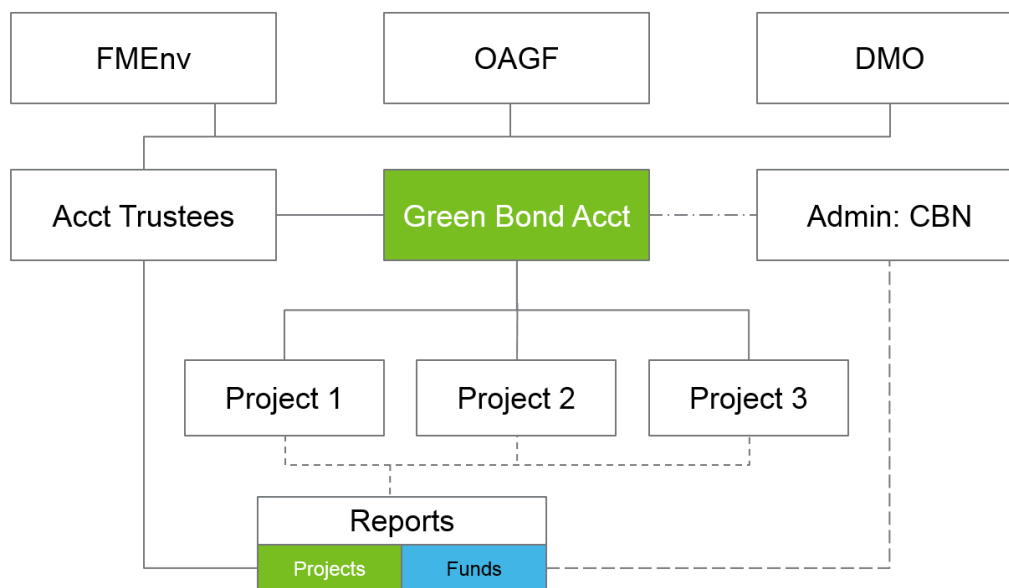 FMEnv
OAGF
DMO
Acct Trustees
Green Bond Acct
Admin: CBN
Project 1
Project 2
Project 3
Reports
Projects
Funds